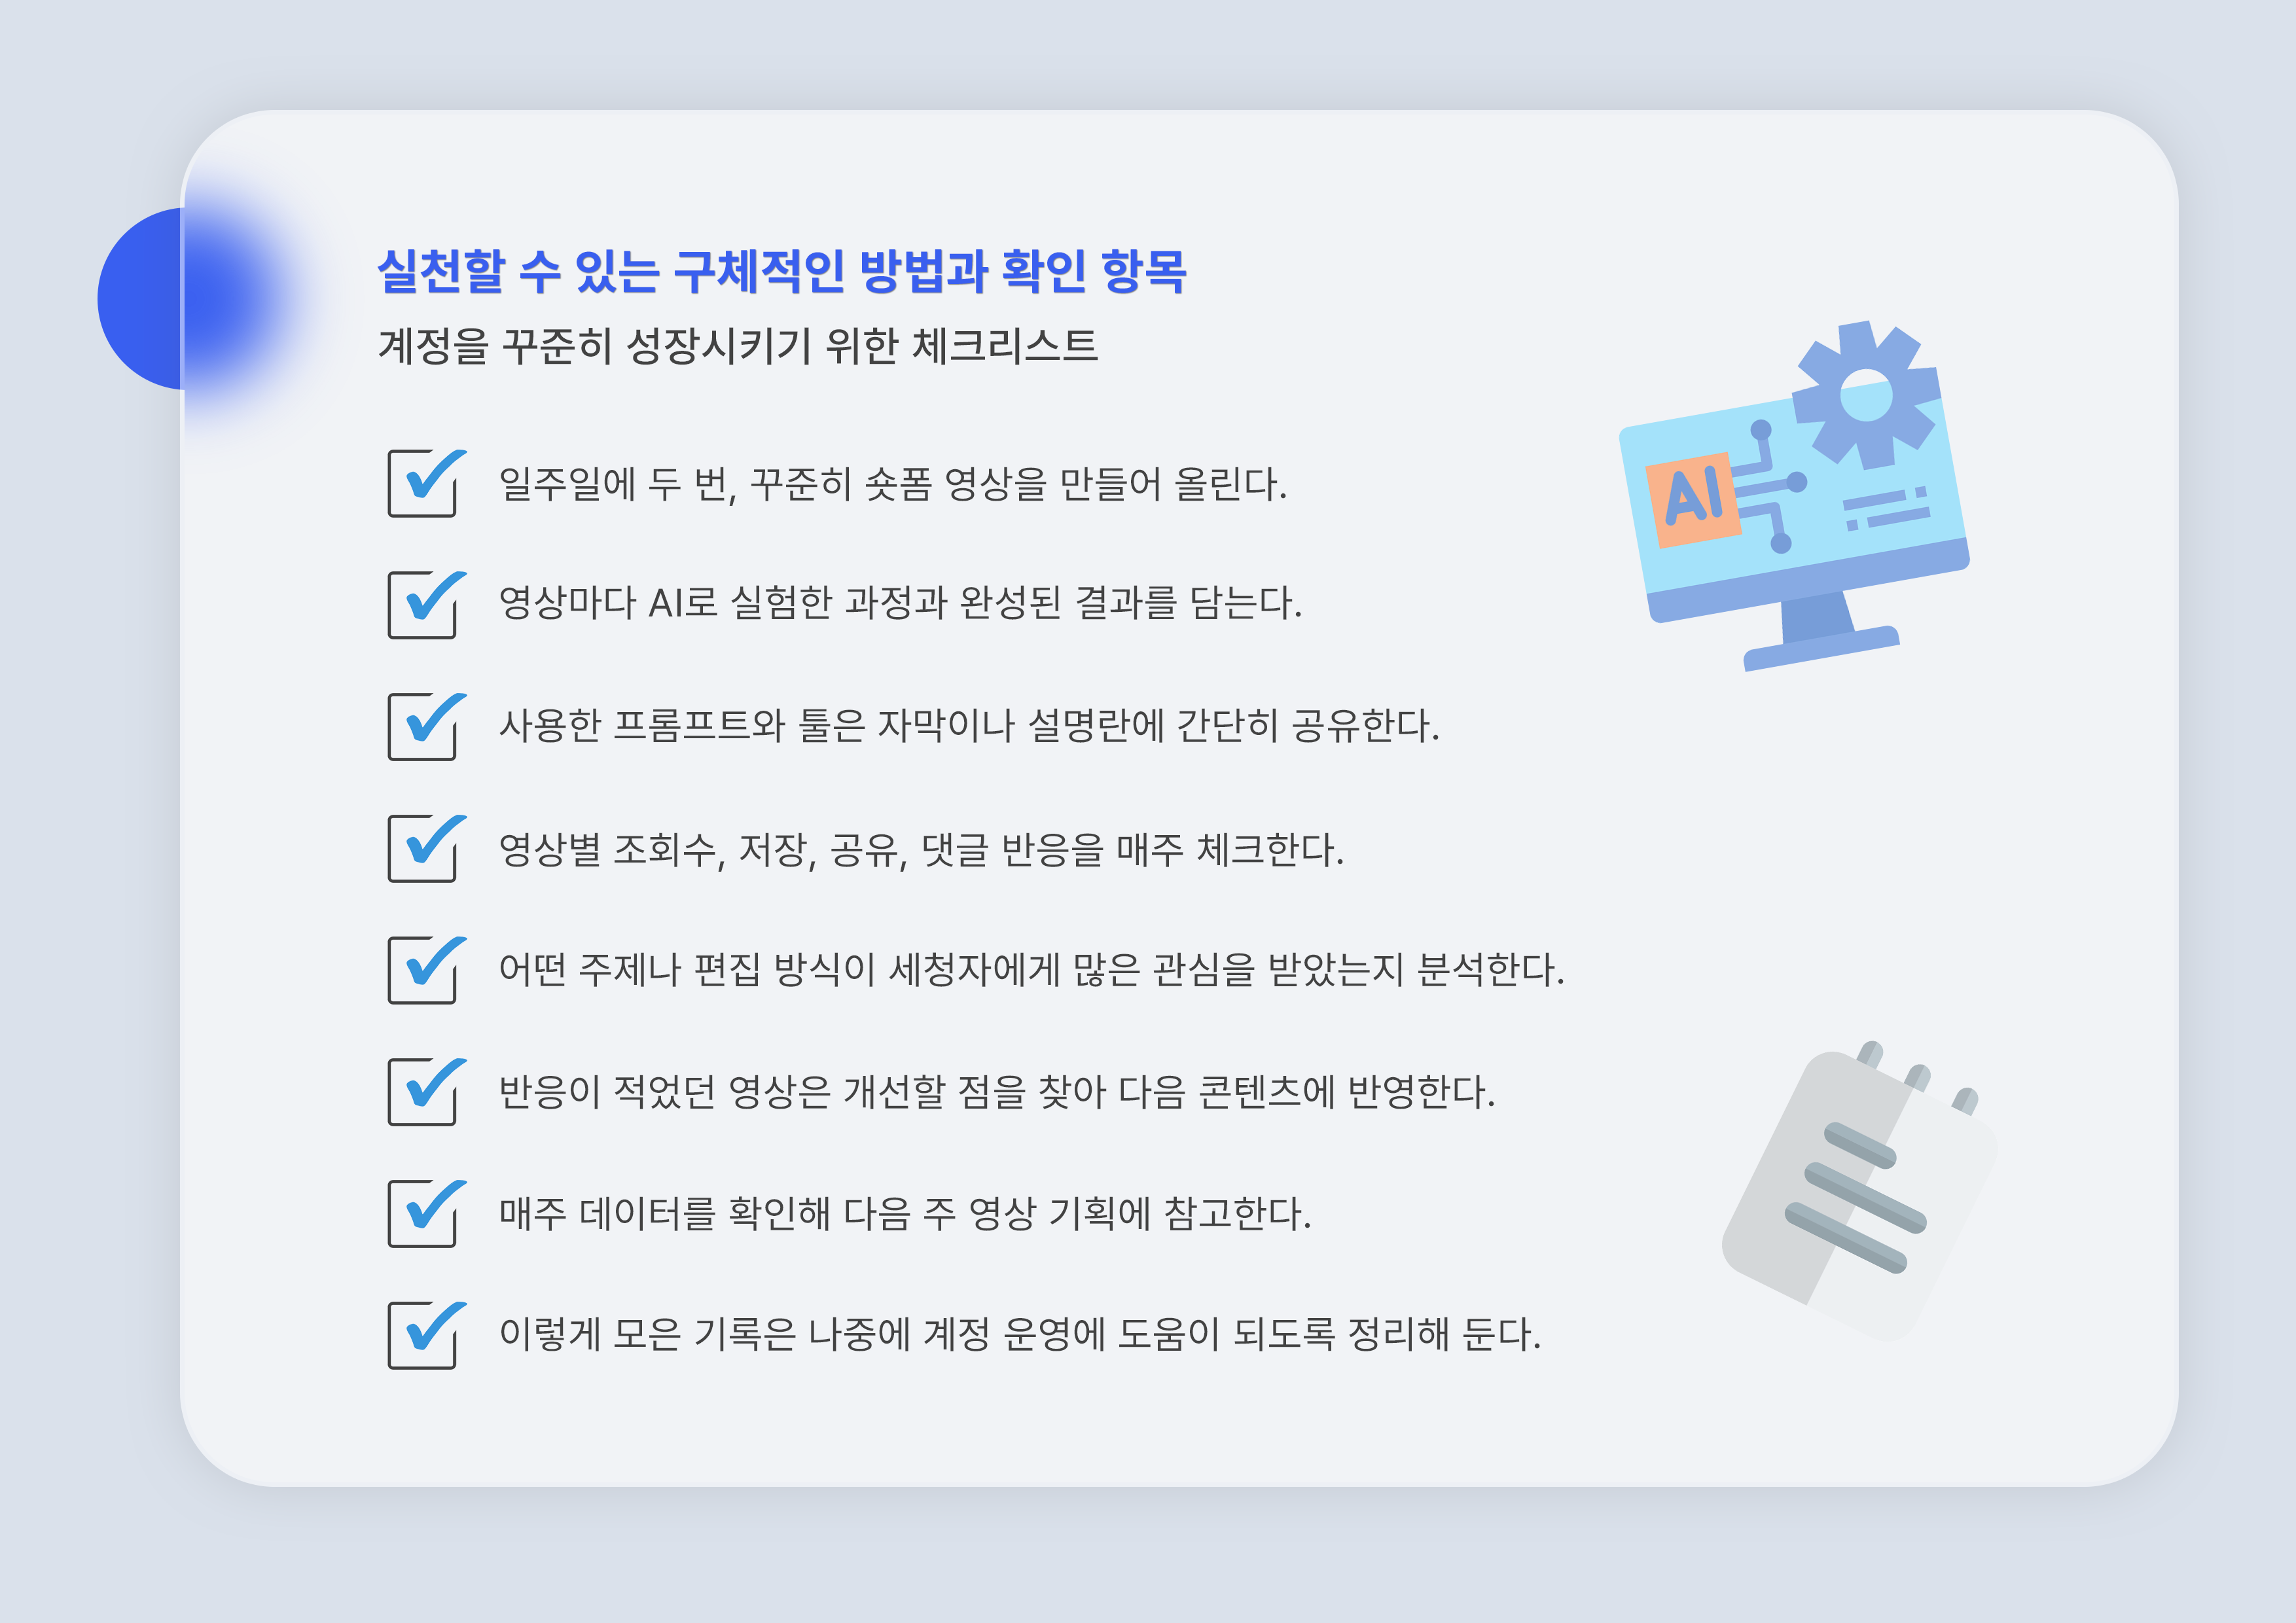 실천할 수 있는 구체적인 방법과 확인 항목
계정을 꾸준히 성장시키기 위한 체크리스트
일주일에 두 번, 꾸준히 숏폼 영상을 만들어 올린다.
영상마다 AI로 실험한 과정과 완성된 결과를 담는다.
사용한 프롬프트와 툴은 자막이나 설명란에 간단히 공유한다.
영상별 조회수, 저장, 공유, 댓글 반응을 매주 체크한다.
어떤 주제나 편집 방식이 세청자에게 많은 관심을 받았는지 분석한다.
반응이 적었던 영상은 개선할 점을 찾아 다음 콘텐츠에 반영한다.
매주 데이터를 확인해 다음 주 영상 기획에 참고한다.
이렇게 모은 기록은 나중에 계정 운영에 도움이 되도록 정리해 둔다.
AI